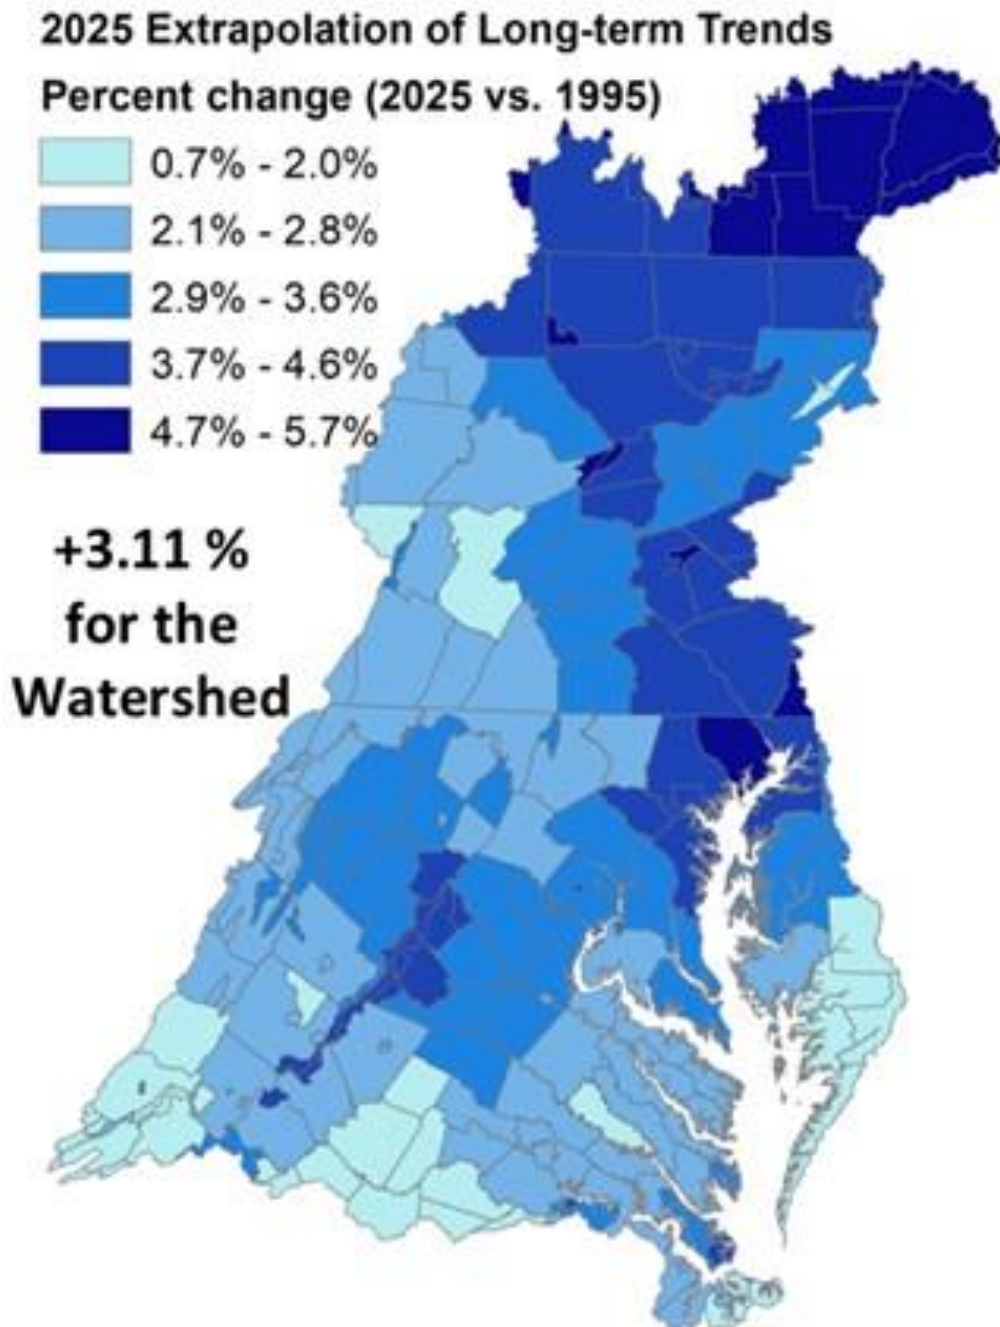 2025 Extrapolation of Long-term Trends
Percent change (2025 vs. 1995)
0.7% - 2.0%
2.1% - 2.8%
2.9% - 3.6%
3.7% - 4.6%
4.7% - 5.7%
+3.11 %
for the
Watershed